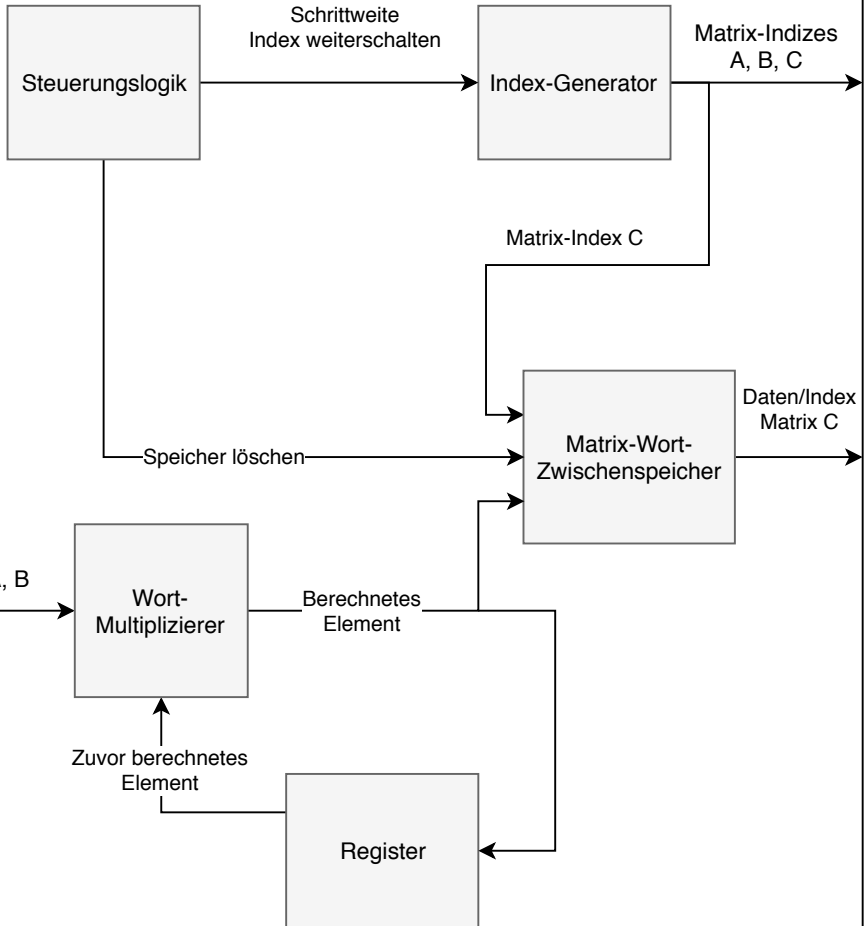 Schrittweite
Index weiterschalten
Matrix-Indizes
A, B, C
Steuerungslogik
Index-Generator
Matrix-Index C
Daten/Index
Matrix C
Matrix-Wort-
Zwischenspeicher
Speicher löschen
, B
Wort-
Multiplizierer
Berechnetes
Element
Zuvor berechnetes
Element
Register